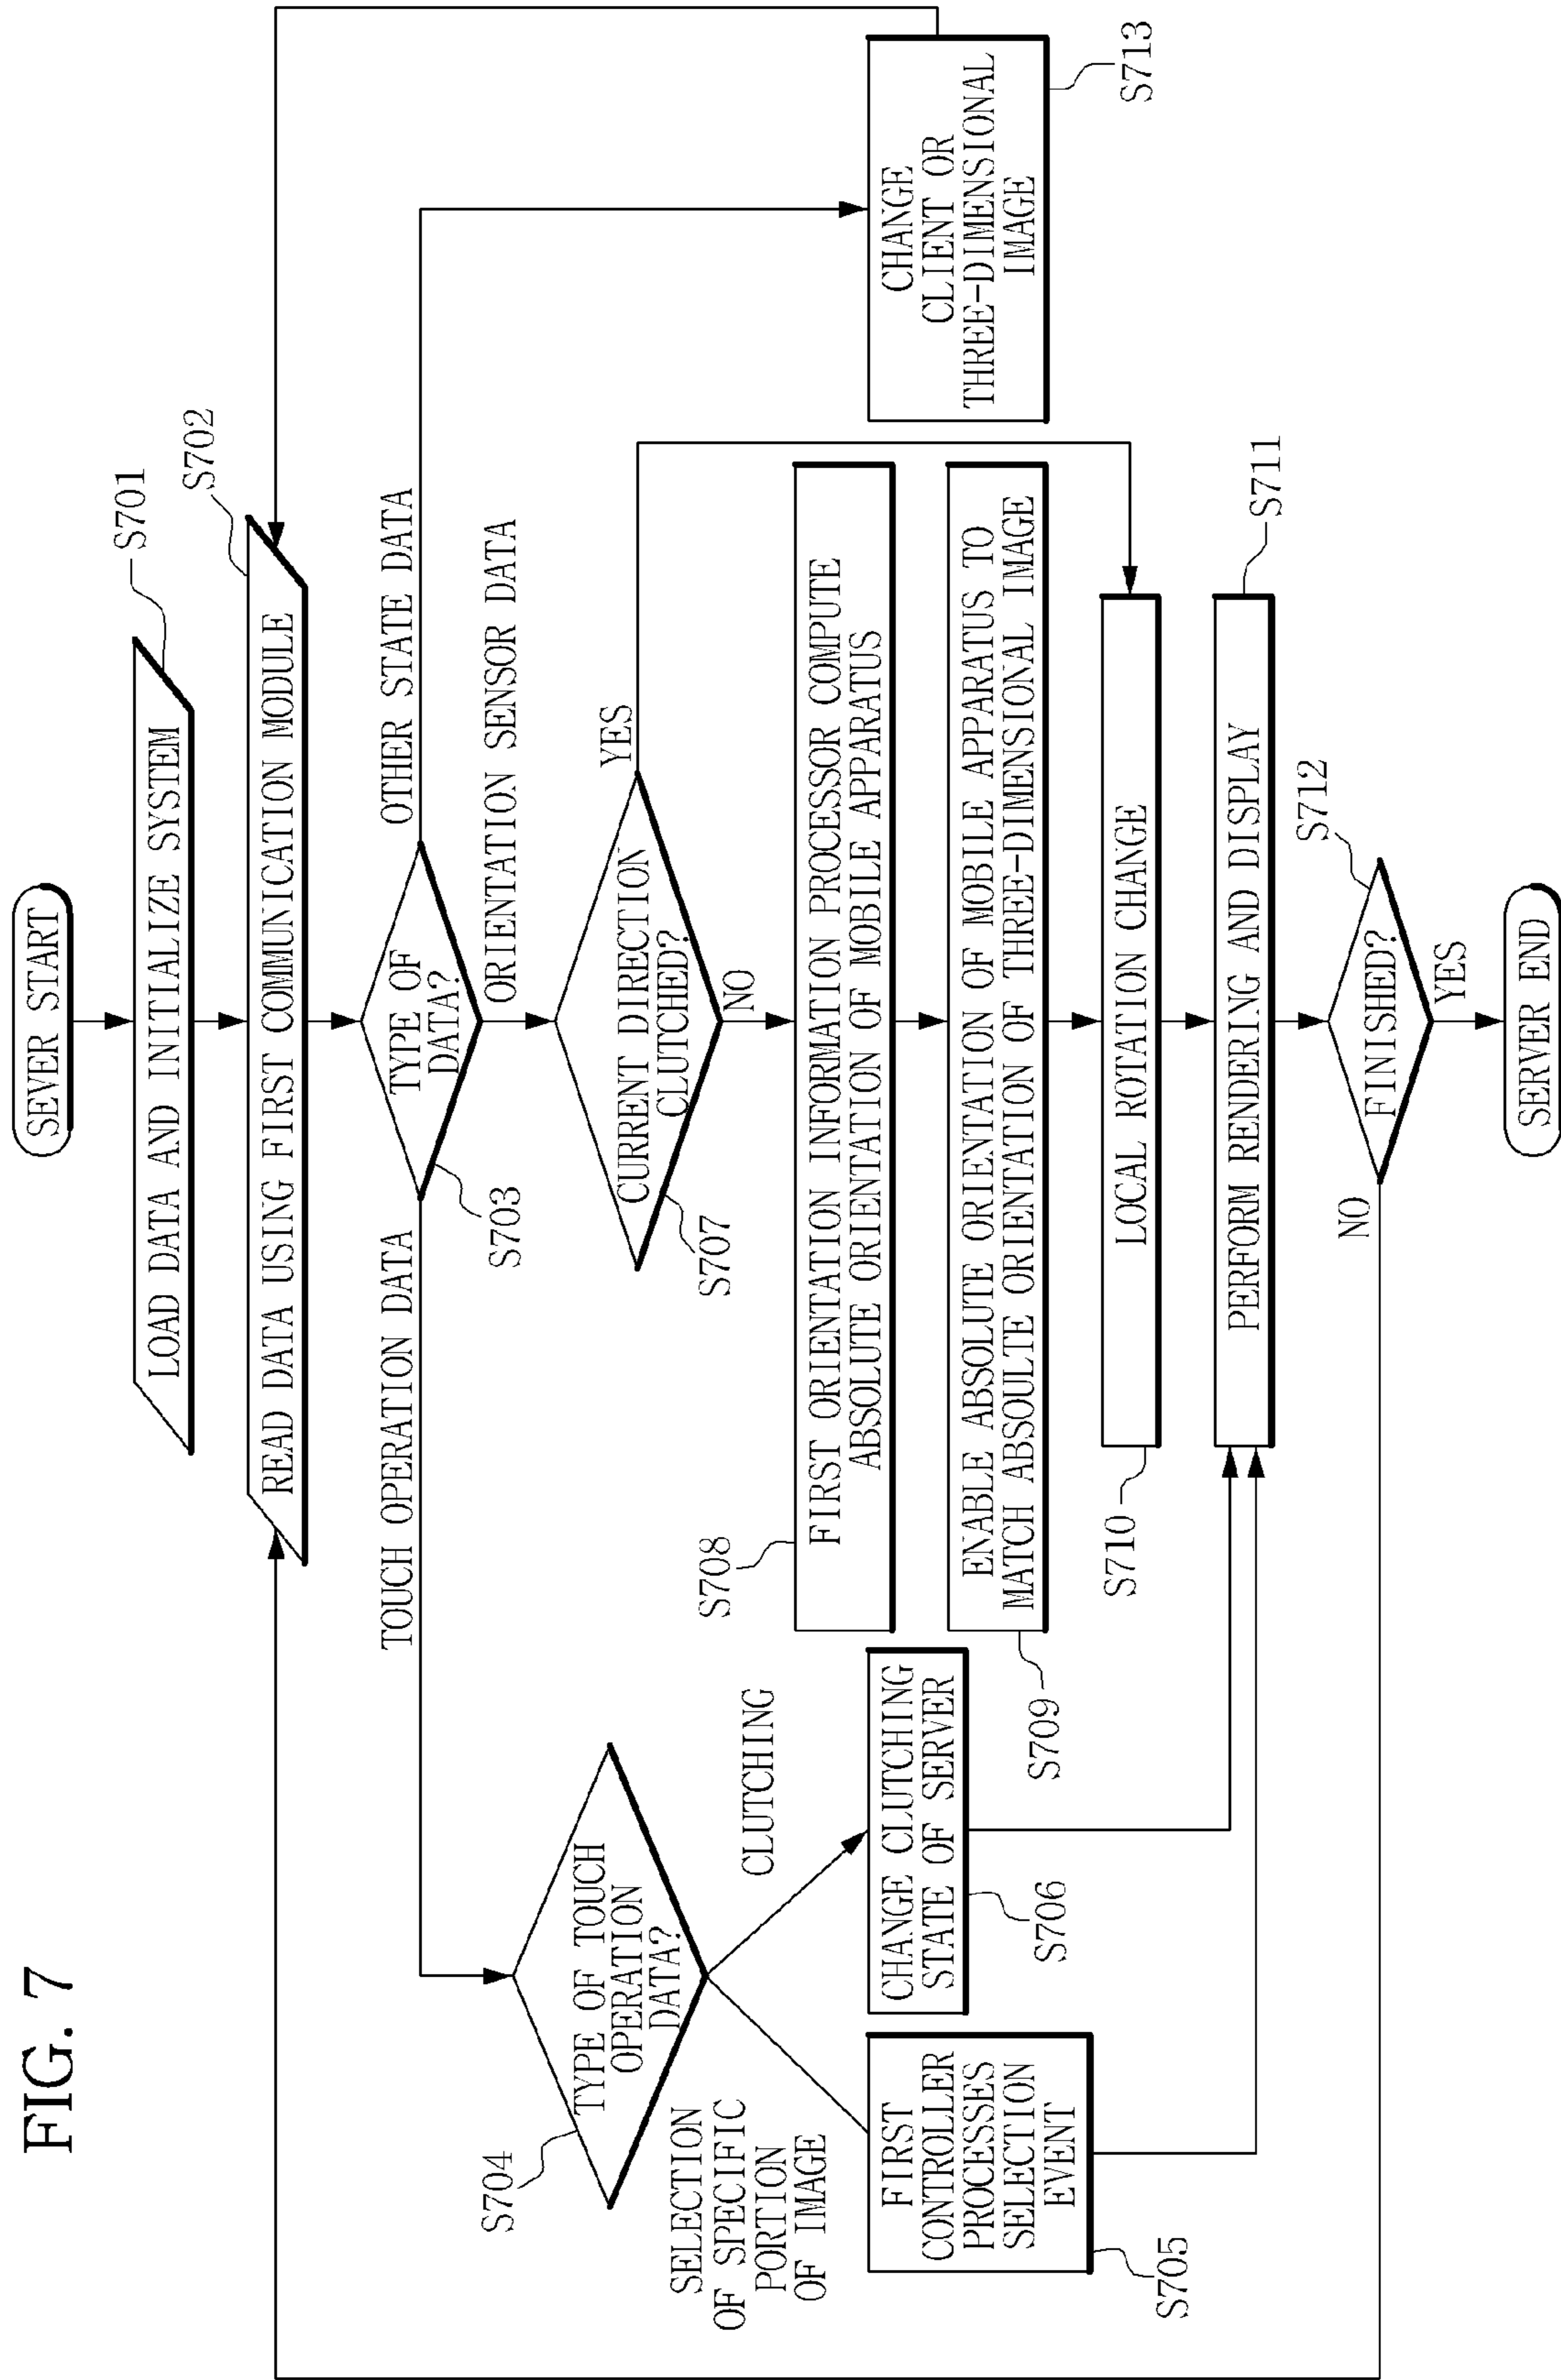 FIG. 7
SEVER START
LOAD DATA AND INITIALIZE SYSTEM
S701
READ DATA USING FIRST COMMUNICATION MODULE
S702
TYPE OF
DATA?
S703
TOUCH OPERATION DATA
OTHER STATE DATA
ORIENTATION SENSOR DATA
TYPE OF TOUCH
OPERATION
DATA?
S704
SELECTION
OF SPECIFIC
PORTION
OF IMAGE
CLUTCHING
FIRST
CONTROLLER
PROCESSES
SELECTION
EVENT
S705
CHANGE CLUTCHING
STATE OF SERVER
S706
CURRENT DIRECTION
CLUTCHED?
S707
YES
NO
FIRST ORIENTATION INFORMATION PROCESSOR COMPUTE
ABSOLUTE ORIENTATION OF MOBILE APPARATUS
S708
ENABLE ABSOLUTE ORIENTATION OF MOBILE APPARATUS TO
MATCH ABSOULTE ORIENTATION OF THREE-DIMENSIONAL IMAGE
S709
LOCAL ROTATION CHANGE
S710
PERFORM RENDERING AND DISPLAY
S711
FINISHED?
S712
NO
YES
CHANGE
CLIENT OR
THREE-DIMENSIONAL
IMAGE
S713
SERVER END